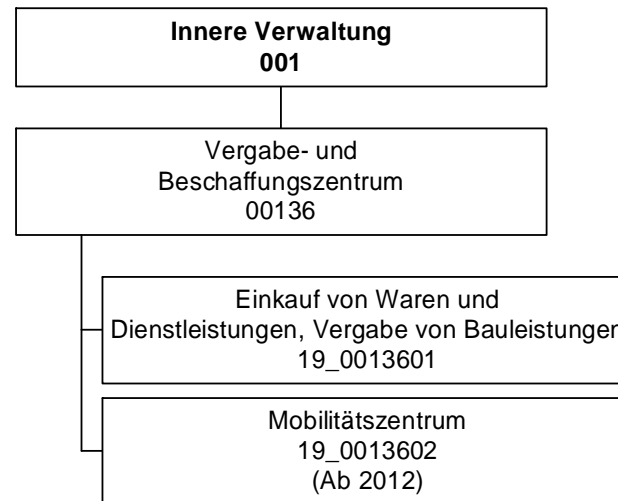 Innere Verwaltung
001
Vergabe- und
Beschaffungszentrum
00136
Einkauf von Waren und
Dienstleistungen, Vergabe von Bauleistungen
19_0013601
Mobilitätszentrum
19_0013602
(Ab 2012)